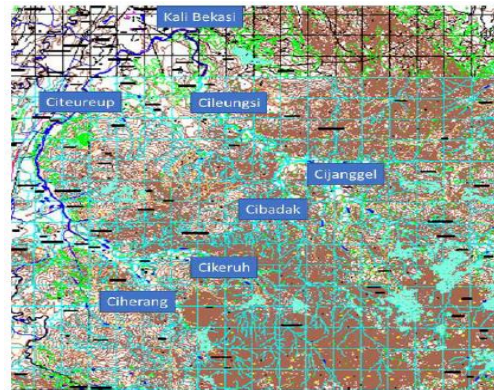 Kali Bekasi
Citeureup
Cileungsi
Cijanggel
Cibadak
Cikeruh
Ciherang